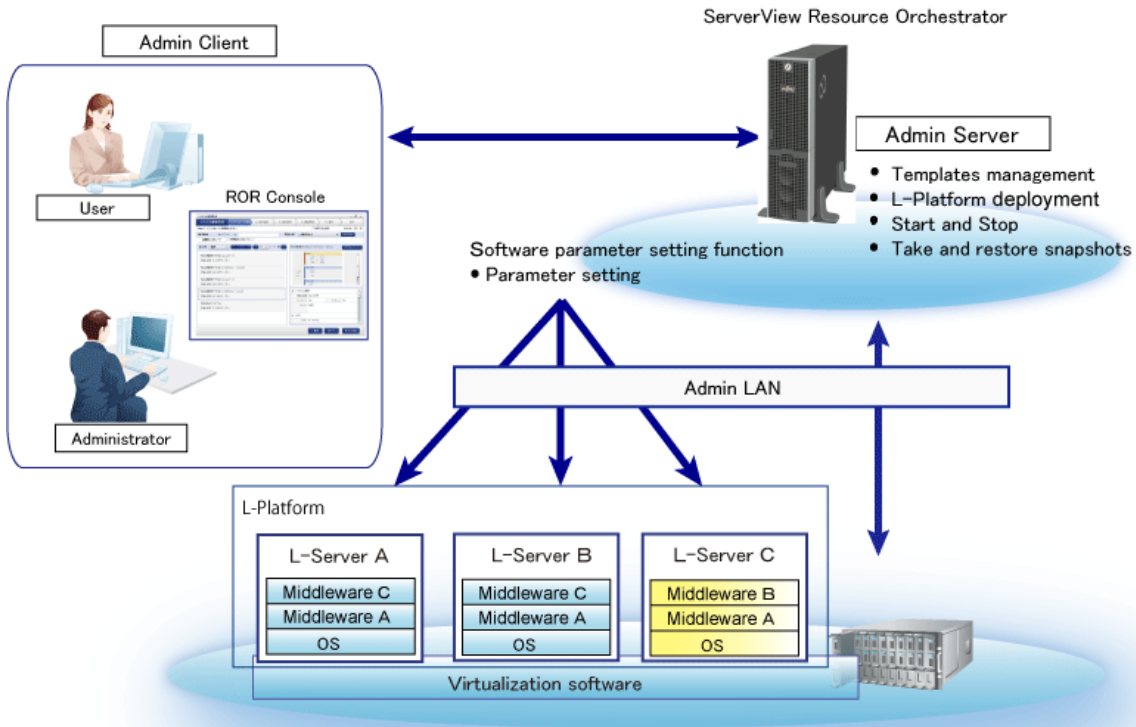 ServerView Resource Orchestrator
Admin Client
Admin Server
• Templates management
• L-Platform deployment
• Start and Stop
• Take and restore snapshots
User
ROR Console
Software parameter setting function
• Parameter setting
Administrator
Admin LAN
L-Platform
L-Server A
Middleware C
Middleware A
OS
L-Server B
Middleware C
Middleware A
OS
L-Server C
Middleware B
Middleware A
OS
Virtualization software